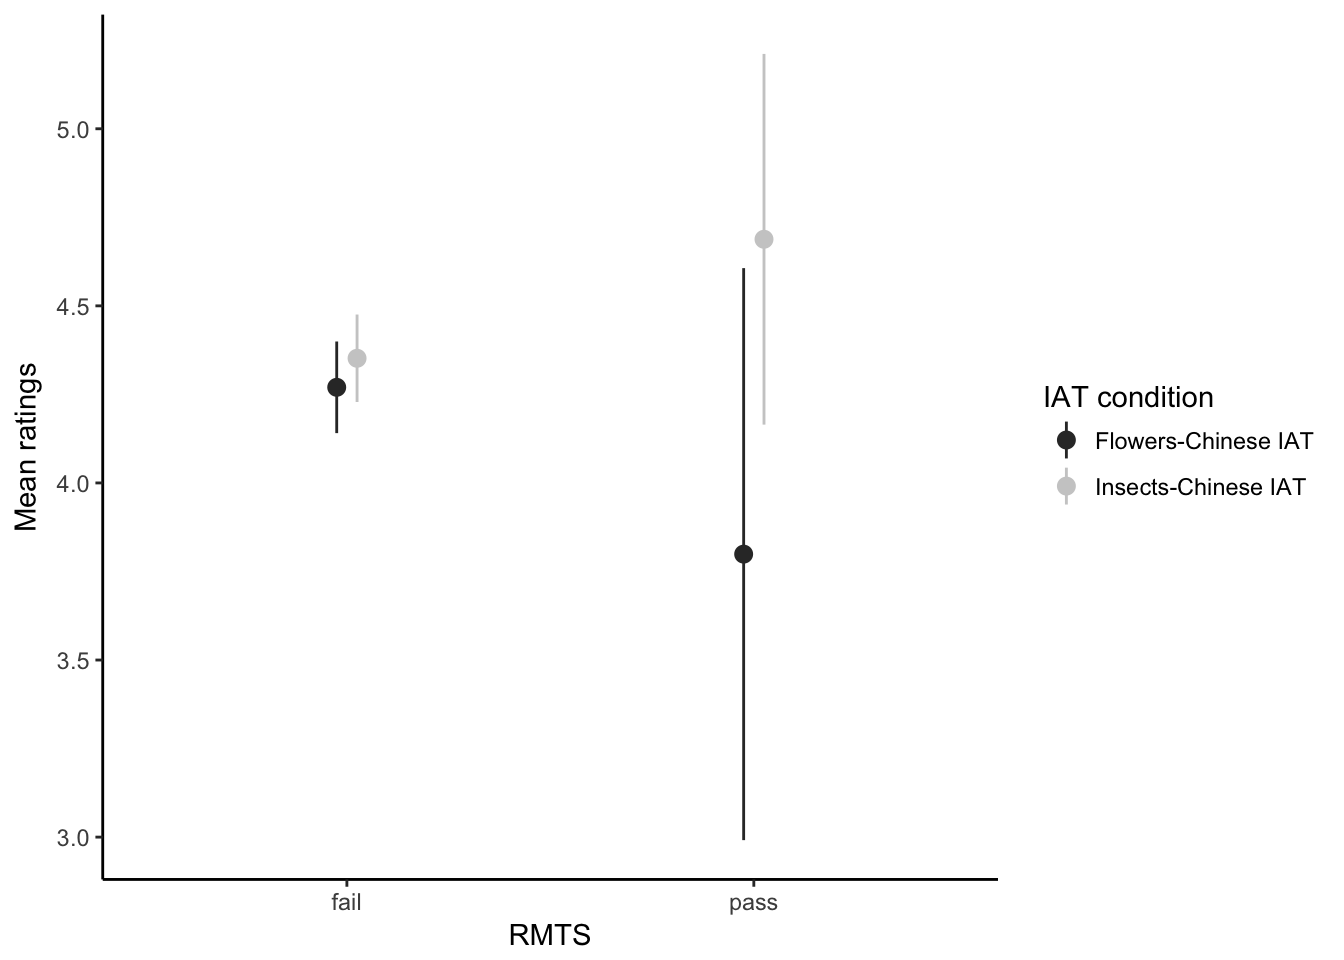 5.0
4.5
4.0
3.5
3.0
Mean ratings
fail
pass
RMTS
IAT condition
Flowers-Chinese IAT
Insects-Chinese IAT